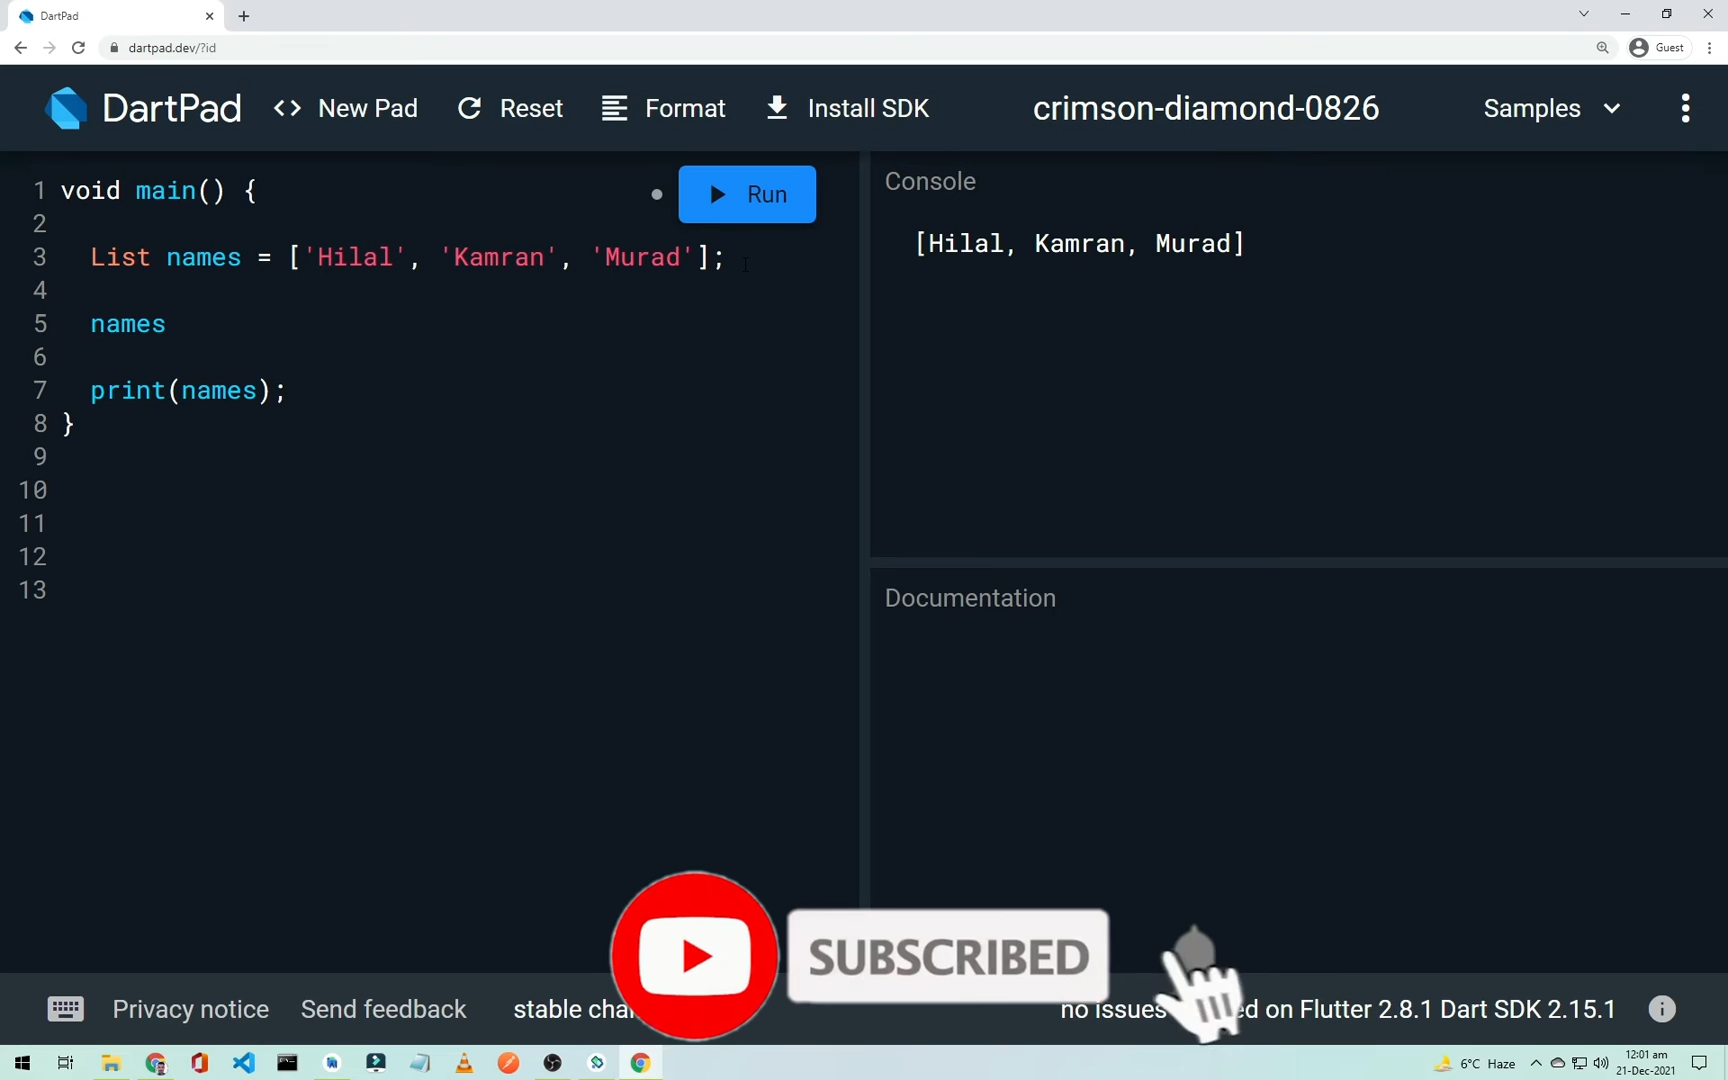 DartPad
dartpad.dev/?id
Guest
DartPad
<> New Pad
Reset
Format
Install SDK
crimson-diamond-0826
Samples
1 void main() {
Run
2
3 List names = ['Hilal', 'Kamran', 'Murad'];
4
5 names
6
7 print(names);
8 }
9
10
11
12
13
Console
[Hilal, Kamran, Murad]
Documentation
SUBSCRIBED
Privacy notice
Send feedback
stable
no issues
on Flutter 2.8.1 Dart SDK 2.15.1
6°C Haze
12:01 am
21-Dec-2021